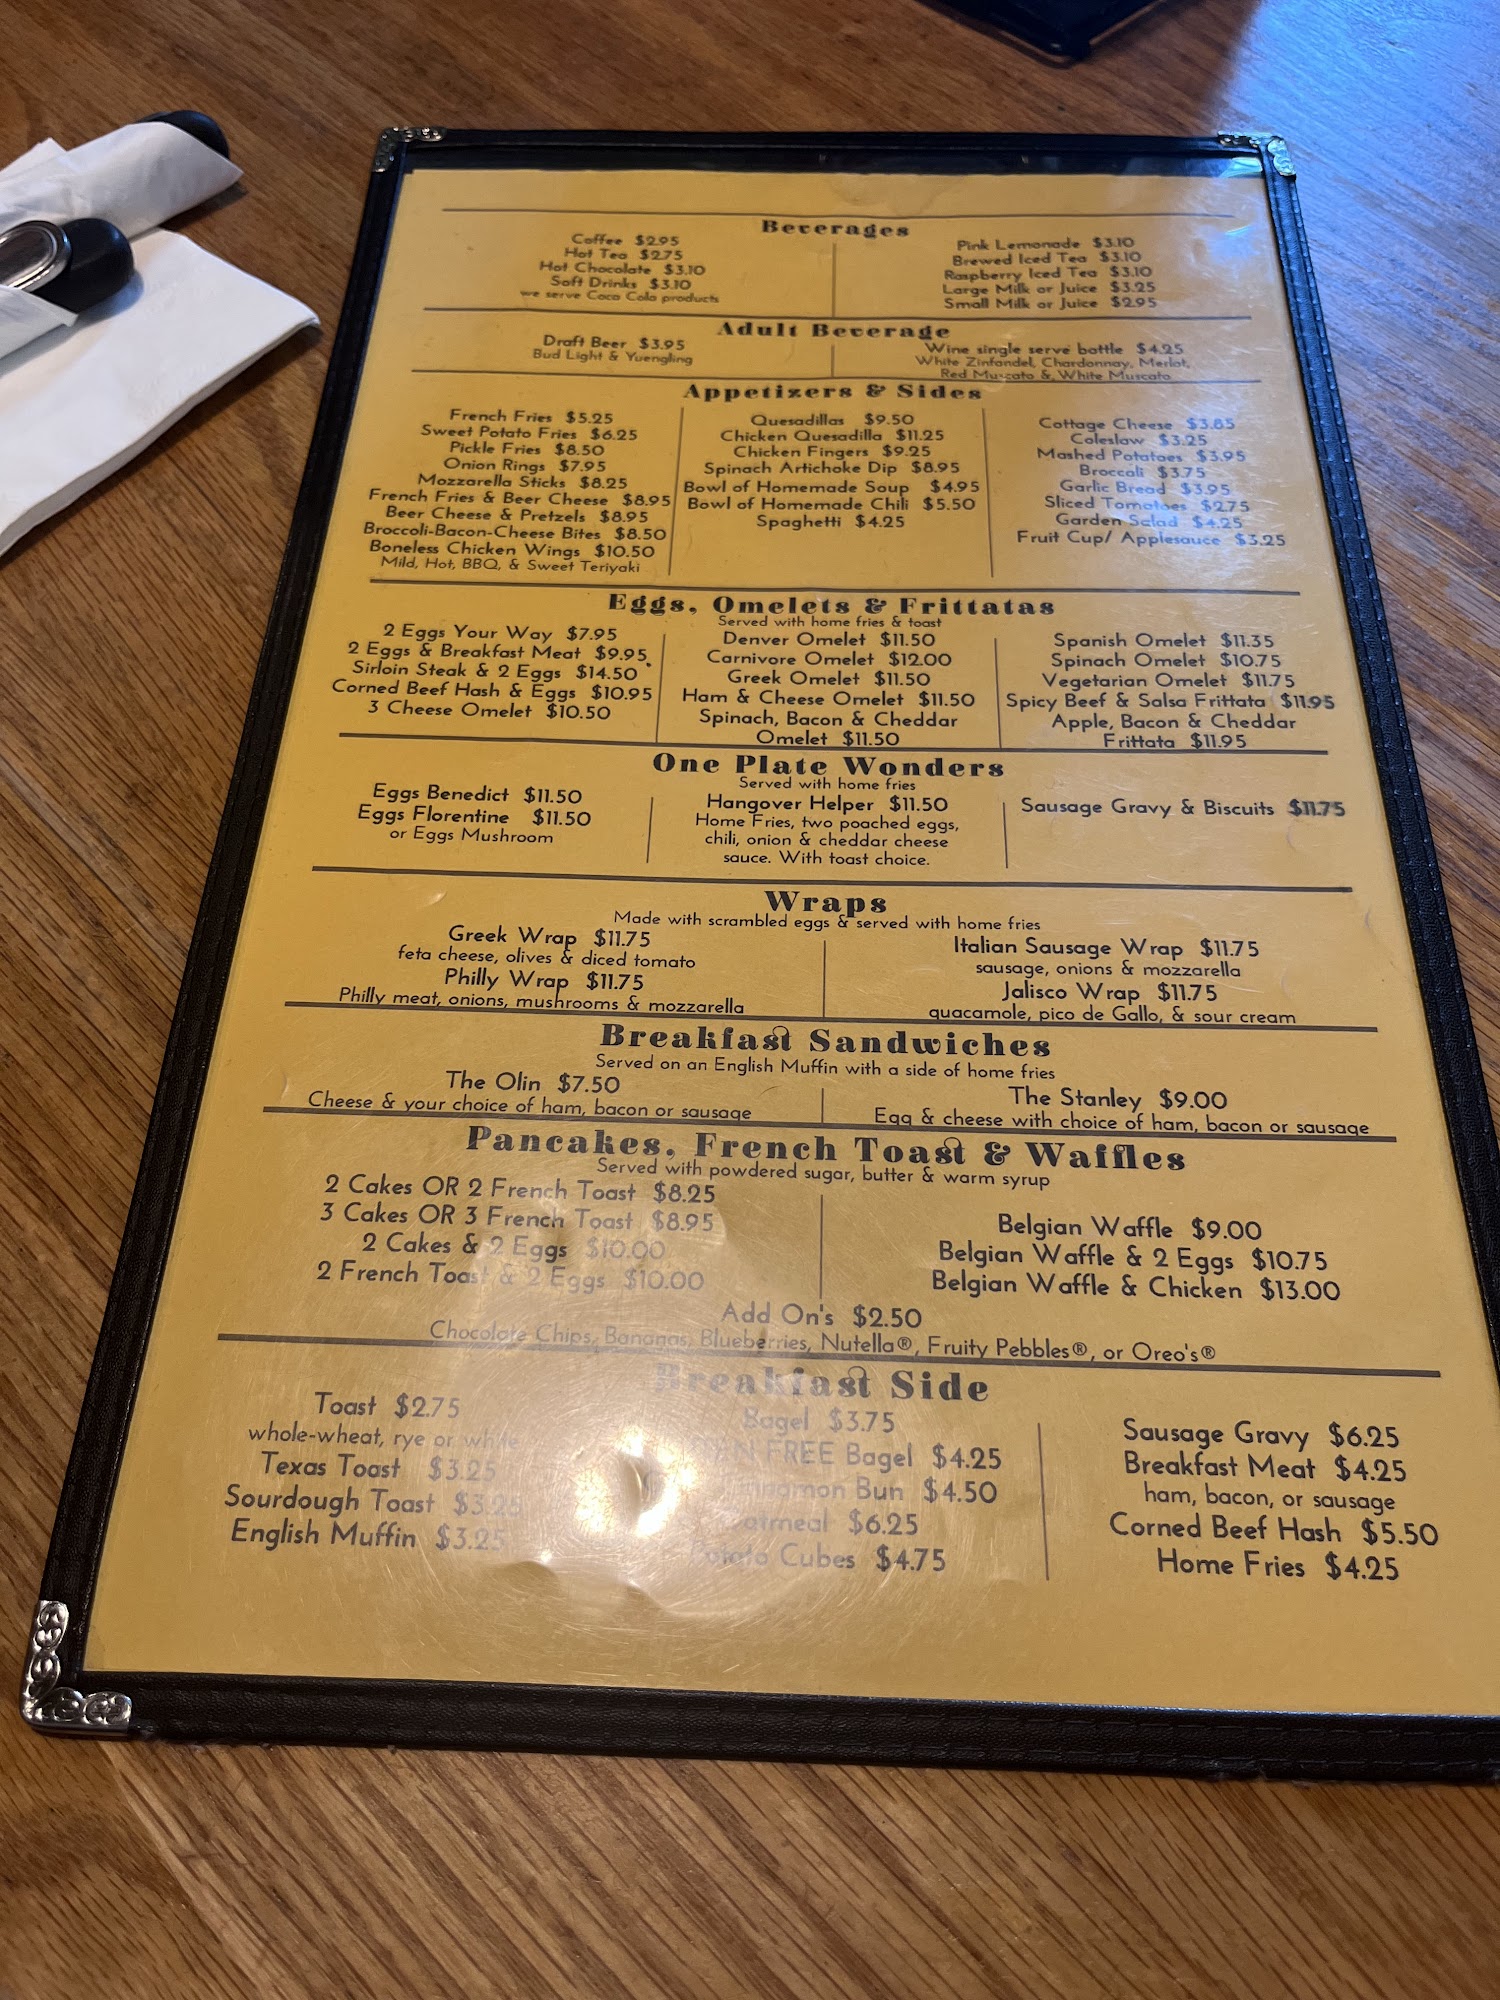 Beverages
Coffee $2.95
Hot Tea $2.75
Hot Chocolate $3.10
Soft Drinks $3.10
we serve Coca Cola products
Pink Lemonade $3.10
Brewed Iced Tea $3.10
Raspberry Iced Tea $3.10
Large Milk or Juice $3.25
Small Milk or Juice $2.95
Adult Beverage
Draft Beer $3.95
Bud Light & Yuengling
Wine single serve bottle $4.25
White Zinfandel, Chardonnay, Merlot,
Red Muscato & White Muscato
Appetizers & Sides
French Fries $5.25
Sweet Potato Fries $6.25
Pickle Fries $8.50
Onion Rings $7.95
Mozzarella Sticks $8.25
French Fries & Beer Cheese $8.95
Beer Cheese & Pretzels $8.95
Broccoli-Bacon-Cheese Bites $8.50
Boneless Chicken Wings $10.50
Mild, Hot, BBQ, & Sweet Teriyaki
Quesadillas $9.50
Chicken Quesadilla $11.25
Chicken Fingers $9.25
Spinach Artichoke Dip $8.95
Bowl of Homemade Soup $4.95
Bowl of Homemade Chili $5.50
Spaghetti $4.25
Cottage Cheese $3.85
Coleslaw $3.25
Mashed Potatoes $3.95
Broccoli $3.75
Garlic Bread $3.95
Sliced Tomatoes $2.75
Garden Salad $4.25
Fruit Cup/ Applesauce $3.25
Eggs, Omelets & Frittatas
Served with home fries & toast
2 Eggs Your Way $7.95
2 Eggs & Breakfast Meat $9.95
Sirloin Steak & 2 Eggs $14.50
Corned Beef Hash & Eggs $10.95
3 Cheese Omelet $10.50
Denver Omelet $11.50
Carnivore Omelet $12.00
Greek Omelet $11.50
Ham & Cheese Omelet $11.50
Spinach, Bacon & Cheddar
Omelet $11.50
Spanish Omelet $11.35
Spinach Omelet $10.75
Vegetarian Omelet $11.75
Spicy Beef & Salsa Frittata $11.95
Apple, Bacon & Cheddar
Frittata $11.95
One Plate Wonders
Served with home fries
Eggs Benedict $11.50
Eggs Florentine $11.50
or Eggs Mushroom
Hangover Helper $11.50
Home Fries, two poached eggs,
chili, onion & cheddar cheese
sauce. With toast choice.
Sausage Gravy & Biscuits $11.75
Wraps
Made with scrambled eggs & served with home fries
Greek Wrap $11.75
feta cheese, olives & diced tomato
Philly Wrap $11.75
Philly meat, onions, mushrooms & mozzarella
Italian Sausage Wrap $11.75
sausage, onions & mozzarella
Jalisco Wrap $11.75
guacamole, pico de Gallo, & sour cream
Breakfast Sandwiches
Served on an English Muffin with a side of home fries
The Olin $7.50
Cheese & your choice of ham, bacon or sausage
The Stanley $9.00
Egg & cheese with choice of ham, bacon or sausage
Pancakes, French Toast & Waffles
Served with powdered sugar, butter & warm syrup
2 Cakes OR 2 French Toast $8.25
3 Cakes OR 3 French Toast $8.95
2 Cakes & 2 Eggs $10.00
2 French Toast & 2 Eggs $10.00
Belgian Waffle $9.00
Belgian Waffle & 2 Eggs $10.75
Belgian Waffle & Chicken $13.00
Add On's $2.50
Chocolate Chips, Bananas, Blueberries, Nutella®, Fruity Pebbles®, or Oreo's®
Breakfast Side
Toast $2.75
whole-wheat, rye or white
Texas Toast $3.25
Sourdough Toast $3.25
English Muffin $3.25
Bagel $3.75
FREE Bagel $4.25
Bun $4.50
$6.25
Potato Cubes $4.75
Sausage Gravy $6.25
Breakfast Meat $4.25
ham, bacon, or sausage
Corned Beef Hash $5.50
Home Fries $4.25